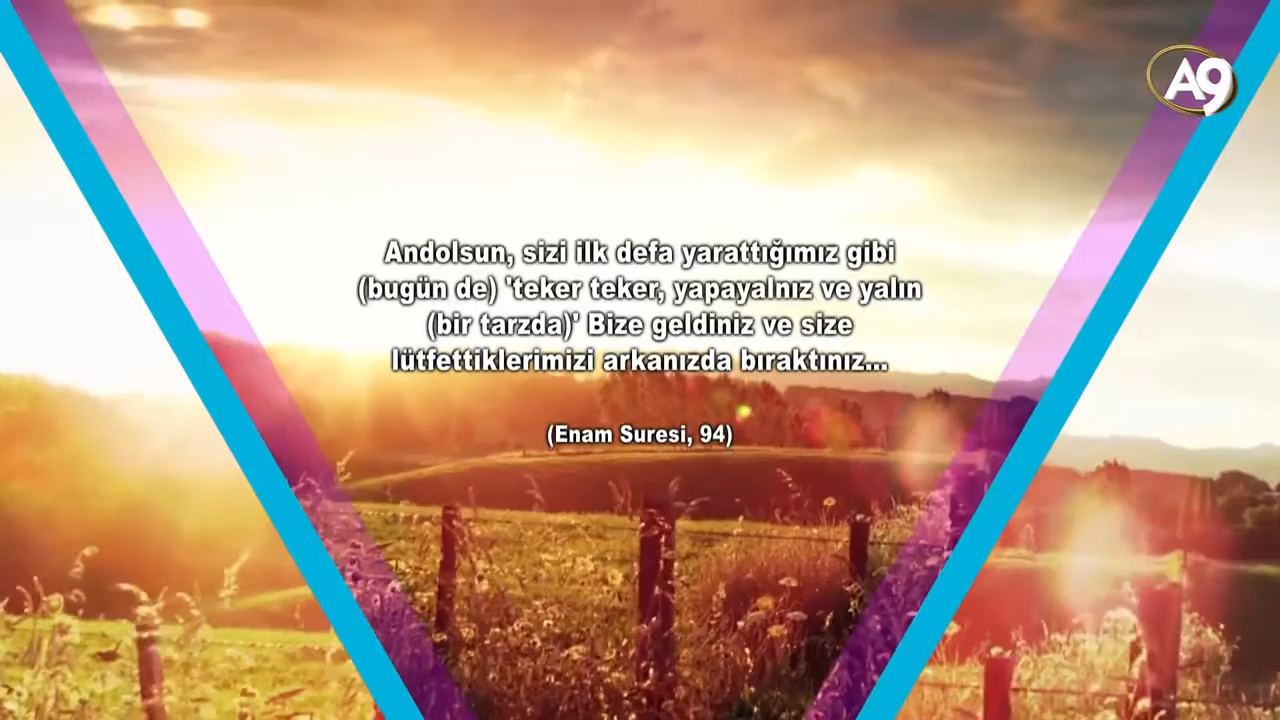 A9
Andolsun, sizi ilk defa yarattığımız gibi
(bugün de) 'teker teker, yapayalnız ve yalın
(bir tarzda)' Bize geldiniz ve size
lütfettiklerimizi arkanızda bıraktınız...
(Enam Suresi, 94)